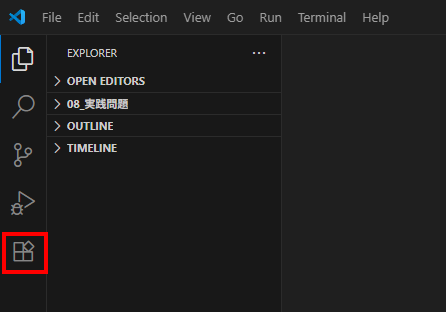 File Edit Selection View Go Run Terminal Help
EXPLORER ...
OPEN EDITORS
08_実践問題
OUTLINE
TIMELINE